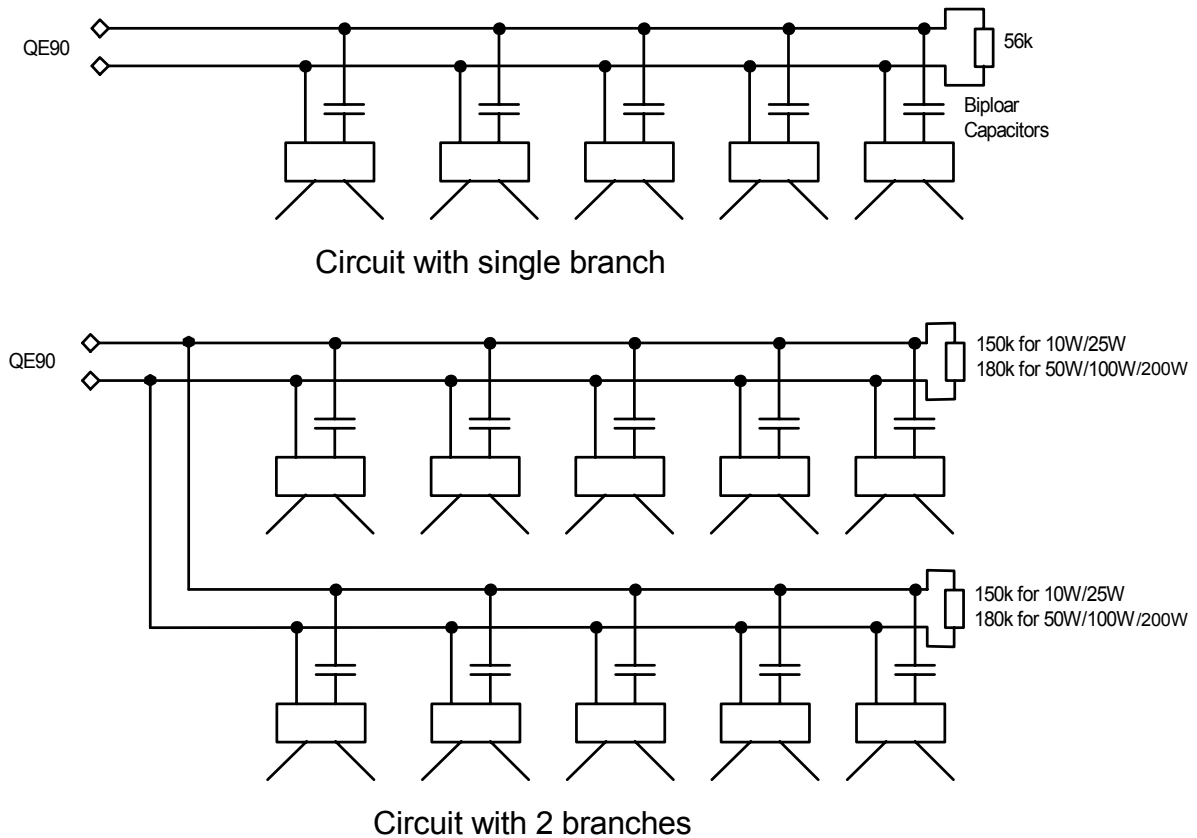 QE90
56k
Biploar
Capacitors
Circuit with single branch
QE90
150k for 10W/25W
180k for 50W/100W/200W
150k for 10W/25W
180k for 50W/100W/200W
Circuit with 2 branches